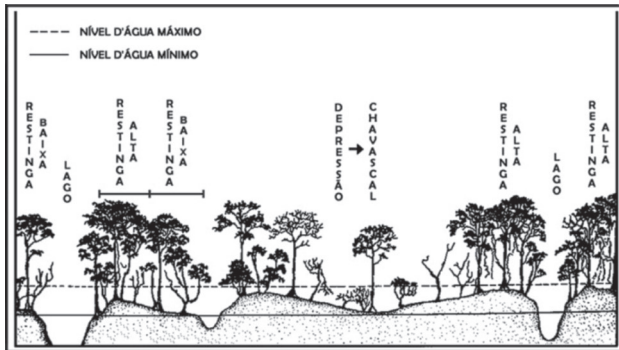 NÍVEL D'ÁGUA MÁXIMO
NÍVEL D'ÁGUA MÍNIMO
RESTINGA BAIXA
LAGO
RESTINGA ALTA
RESTINGA BAIXA
DEPRESSÃO
CHAVASCAL
RESTINGA ALTA
LAGO
RESTINGA ALTA